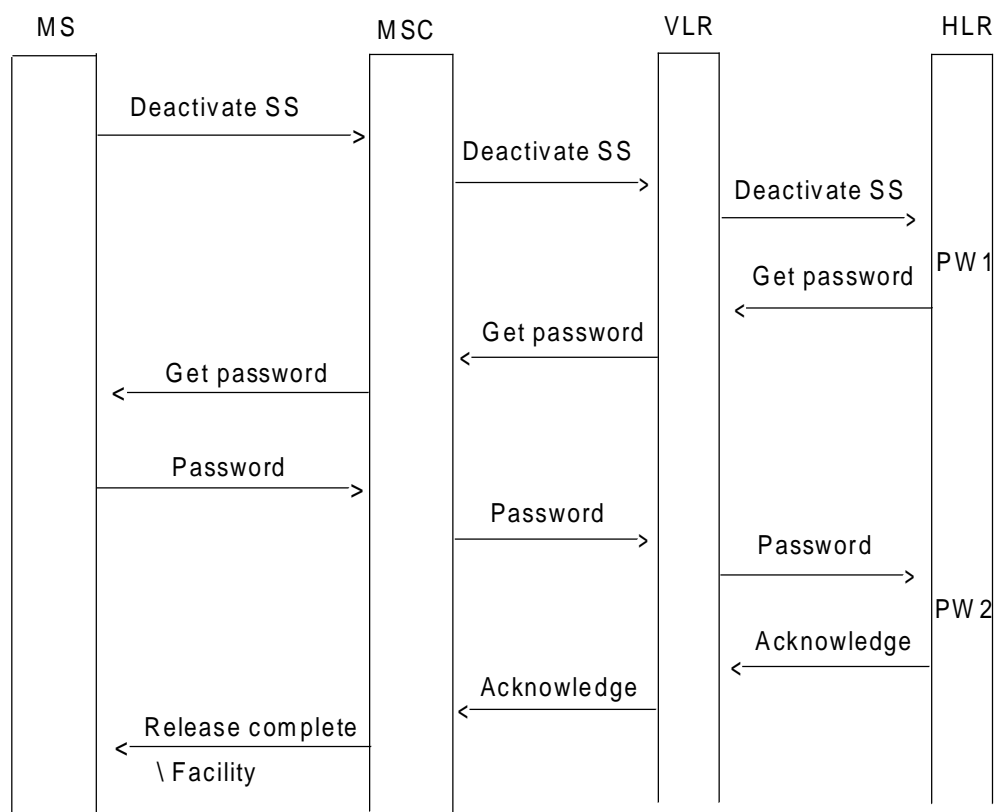 MS
MSC
VLR
HLR
Deactivate SS
Deactivate SS
Deactivate SS
PW1
Get password
Get password
Get password
Password
Password
Password
PW2
Acknowledge
Acknowledge
Release complete
\ Facility